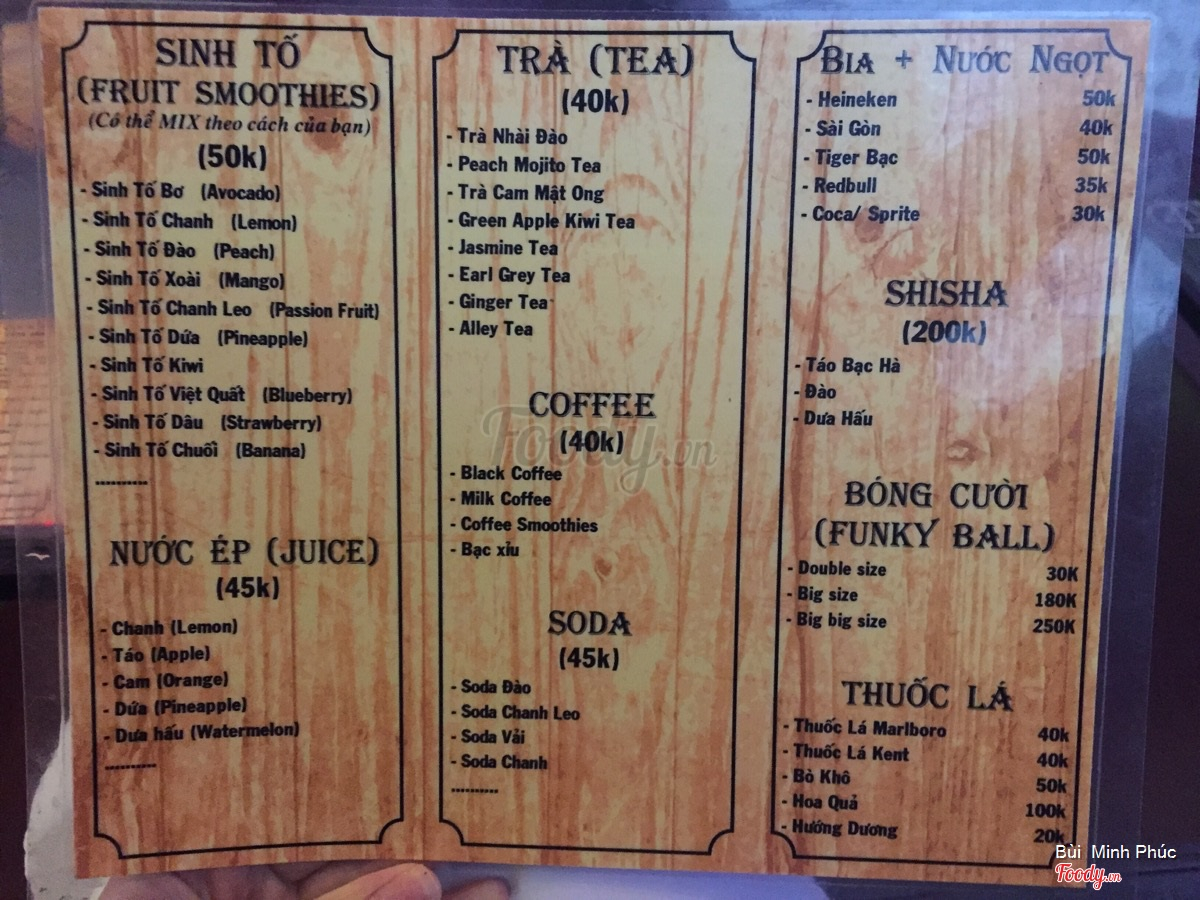 SINH TỐ
(FRUIT SMOOTHIES)
(Có thể MIX theo cách của bạn)
(50k)
- Sinh Tố Bơ (Avocado)
- Sinh Tố Chanh (Lemon)
- Sinh Tố Đào (Peach)
- Sinh Tố Xoài (Mango)
- Sinh Tố Chanh Leo (Passion Fruit)
- Sinh Tố Dứa (Pineapple)
- Sinh Tố Kiwi
- Sinh Tố Việt Quất (Blueberry)
- Sinh Tố Dâu (Strawberry)
- Sinh Tố Chuối (Banana)
..........
NƯỚC ÉP (JUICE)
(45k)
- Chanh (Lemon)
- Táo (Apple)
- Cam (Orange)
- Dứa (Pineapple)
- Dưa hấu (Watermelon)
..........
TRÀ (TEA)
(40k)
- Trà Nhài Đào
- Peach Mojito Tea
- Trà Cam Mật Ong
- Green Apple Kiwi Tea
- Jasmine Tea
- Earl Grey Tea
- Ginger Tea
- Alley Tea
COFFEE
(40k)
- Black Coffee
- Milk Coffee
- Coffee Smoothies
- Bạc xỉu
SODA
(45k)
- Soda Đào
- Soda Chanh Leo
- Soda Vải
- Soda Chanh
..........
BIA + NƯỚC NGỌT
- Heineken 50k
- Sài Gòn 40k
- Tiger Bạc 50k
- Redbull 35k
- Coca/ Sprite 30k
SHISHA
(200k)
- Táo Bạc Hà
- Đào
- Dưa Hấu
BÓNG CƯỜI
(FUNKY BALL)
- Double size 30K
- Big size 180K
- Big big size 250K
THUỐC LÁ
- Thuốc Lá Marlboro 40k
- Thuốc Lá Kent 40k
- Bò Khô 50k
- Hoa Quả 100k
- Hướng Dương 20k
Foody.vn
Bùi Minh Phúc
Foody.vn